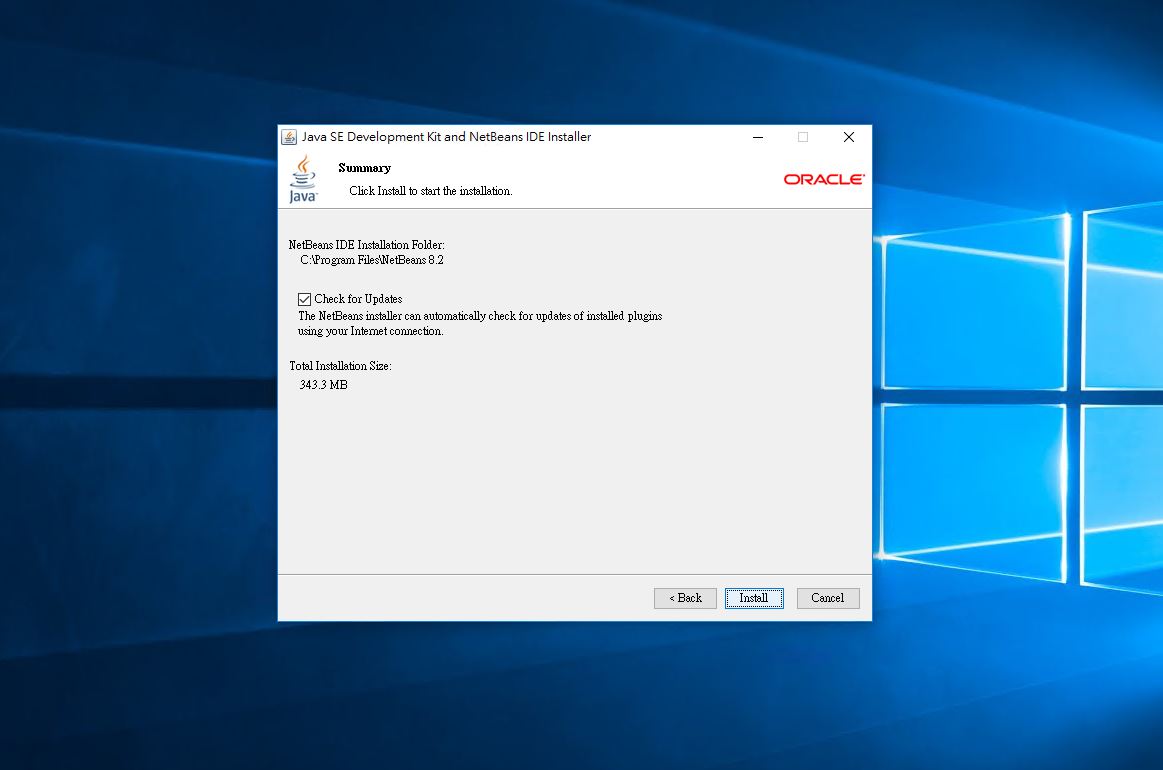 Java SE Development Kit and NetBeans IDE Installer
Java™
Summary
Click Install to start the installation.
ORACLE
NetBeans IDE Installation Folder:
C:\Program Files\NetBeans 8.2
Check for Updates
The NetBeans installer can automatically check for updates of installed plugins
using your Internet connection.
Total Installation Size:
343.3 MB
< Back
Install
Cancel